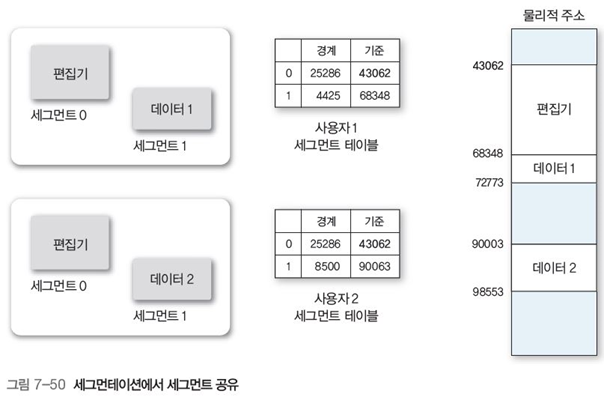 편집기
세그먼트 0
데이터 1
세그먼트 1
경계 기준
0 25286 43062
1 4425 68348
사용자 1
세그먼트 테이블
편집기
세그먼트 0
데이터 2
세그먼트 1
경계 기준
0 25286 43062
1 8500 90063
사용자 2
세그먼트 테이블
물리적 주소
43062
편집기
68348
데이터 1
72773
90003
데이터 2
98553
그림 7-50 세그먼테이션에서 세그먼트 공유